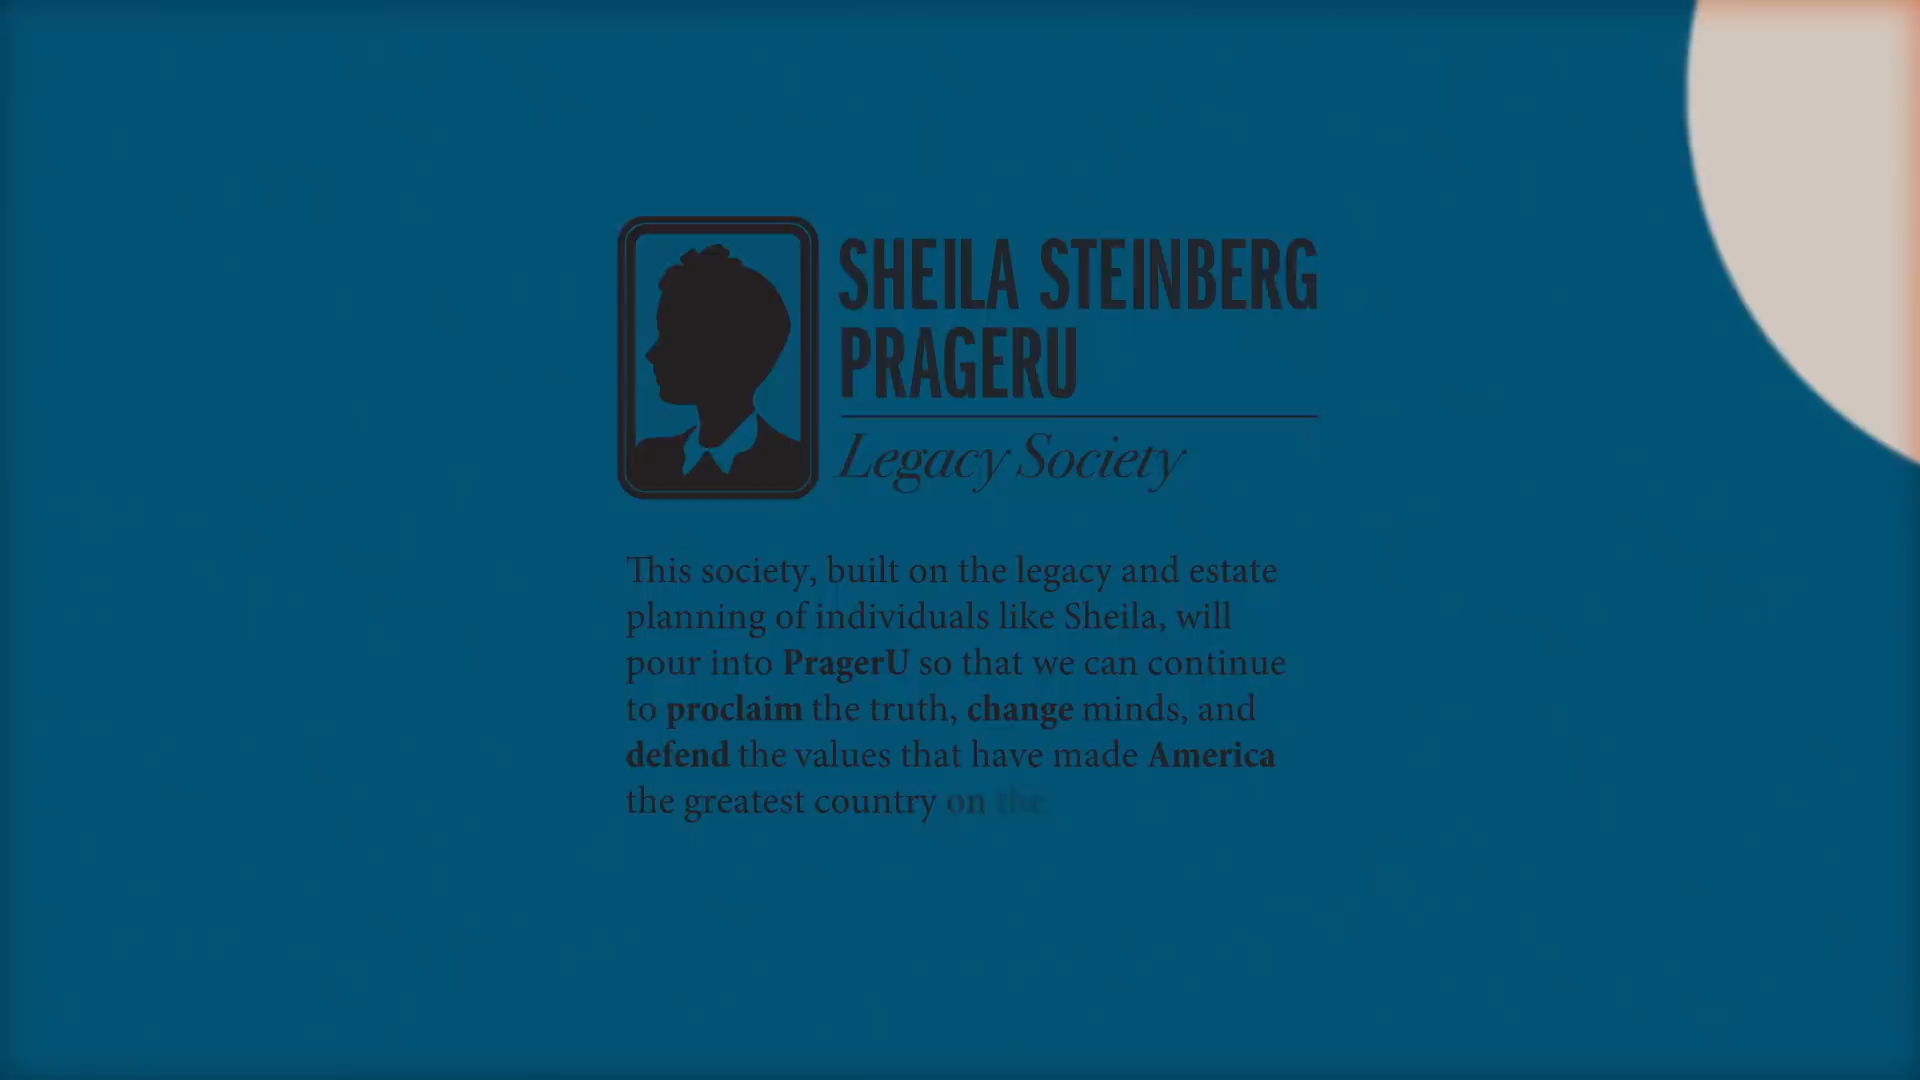 SHEILA STEINBERG
PRAGERU
Legacy Society
This society, built on the legacy and estate
planning of individuals like Sheila, will
pour into PragerU so that we can continue
to proclaim the truth, change minds, and
defend the values that have made America
the greatest country on the